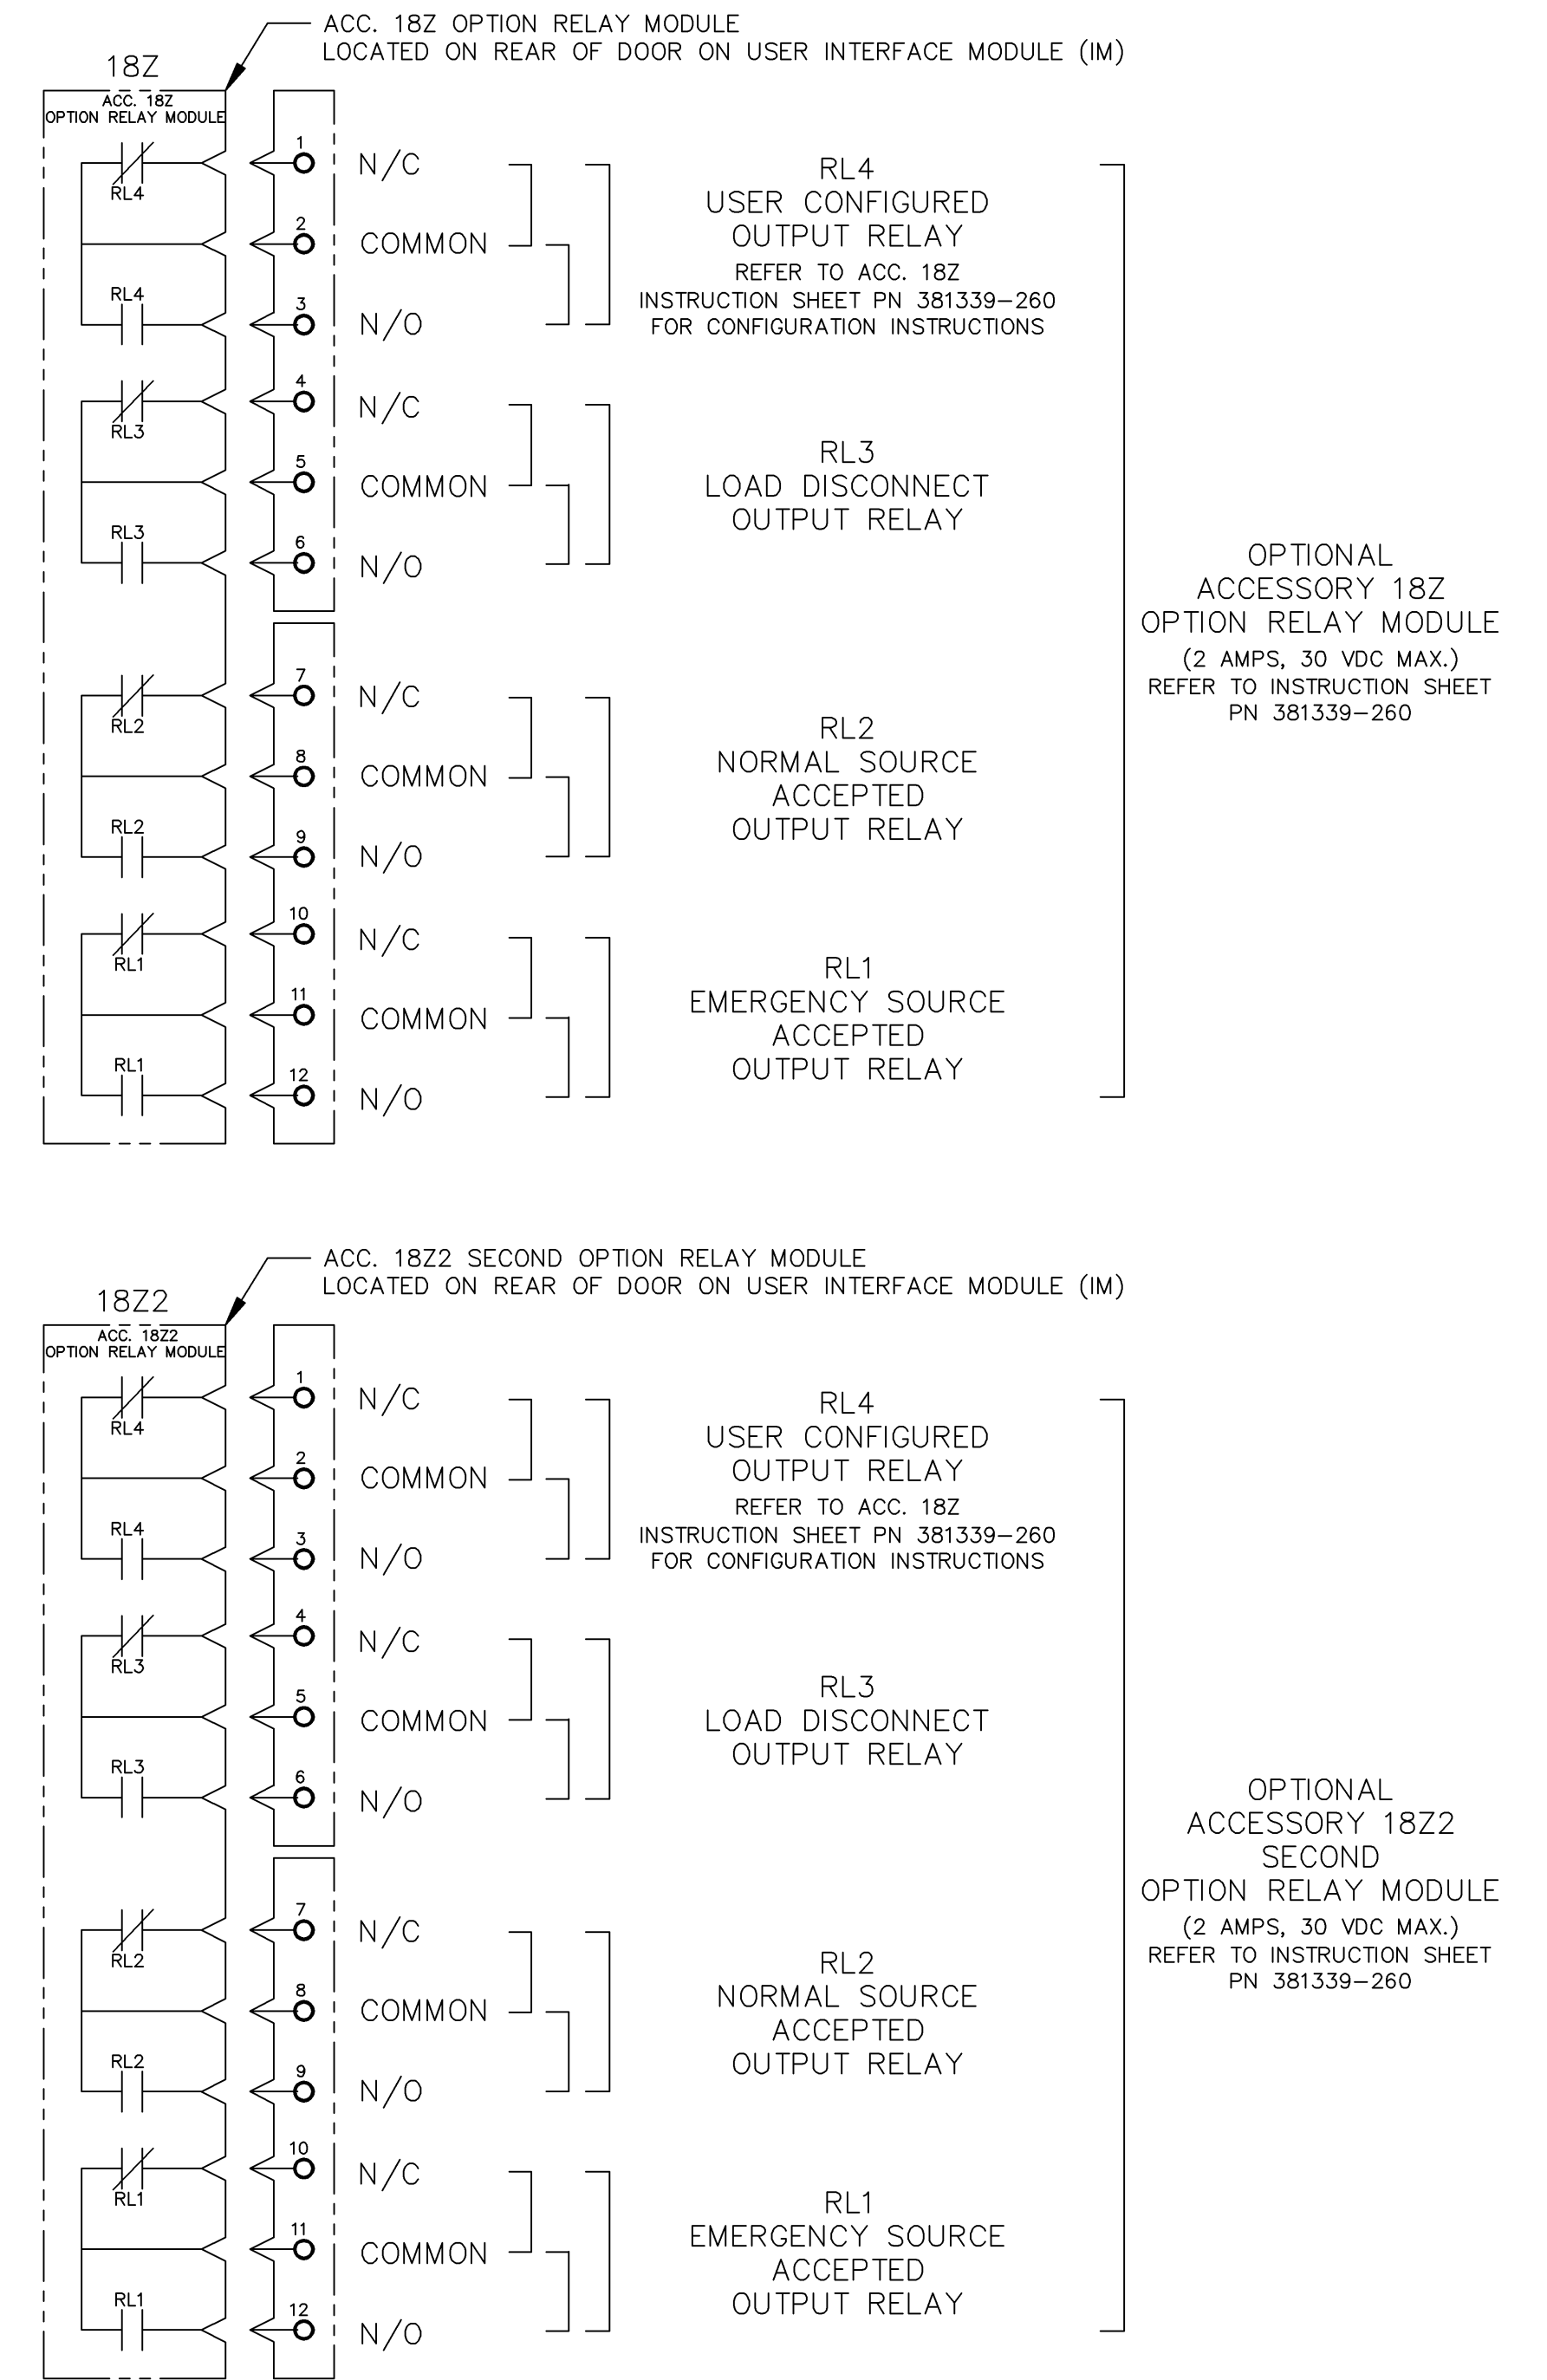 ACC. 18Z OPTION RELAY MODULE
LOCATED ON REAR OF DOOR ON USER INTERFACE MODULE (IM)
18Z
ACC. 18Z
OPTION RELAY MODULE
RL4
RL4
RL3
RL3
RL2
RL2
RL1
RL1
1 N/C
2 COMMON
3 N/O
RL4
USER CONFIGURED
OUTPUT RELAY
REFER TO ACC. 18Z
INSTRUCTION SHEET PN 381339-260
FOR CONFIGURATION INSTRUCTIONS
4 N/C
5 COMMON
6 N/O
RL3
LOAD DISCONNECT
OUTPUT RELAY
7 N/C
8 COMMON
9 N/O
RL2
NORMAL SOURCE
ACCEPTED
OUTPUT RELAY
10 N/C
11 COMMON
12 N/O
RL1
EMERGENCY SOURCE
ACCEPTED
OUTPUT RELAY
OPTIONAL
ACCESSORY 18Z
OPTION RELAY MODULE
(2 AMPS, 30 VDC MAX.)
REFER TO INSTRUCTION SHEET
PN 381339-260
ACC. 18Z2 SECOND OPTION RELAY MODULE
LOCATED ON REAR OF DOOR ON USER INTERFACE MODULE (IM)
18Z2
ACC. 18Z2
OPTION RELAY MODULE
RL4
RL4
RL3
RL3
RL2
RL2
RL1
RL1
1 N/C
2 COMMON
3 N/O
RL4
USER CONFIGURED
OUTPUT RELAY
REFER TO ACC. 18Z
INSTRUCTION SHEET PN 381339-260
FOR CONFIGURATION INSTRUCTIONS
4 N/C
5 COMMON
6 N/O
RL3
LOAD DISCONNECT
OUTPUT RELAY
7 N/C
8 COMMON
9 N/O
RL2
NORMAL SOURCE
ACCEPTED
OUTPUT RELAY
10 N/C
11 COMMON
12 N/O
RL1
EMERGENCY SOURCE
ACCEPTED
OUTPUT RELAY
OPTIONAL
ACCESSORY 18Z2
SECOND
OPTION RELAY MODULE
(2 AMPS, 30 VDC MAX.)
REFER TO INSTRUCTION SHEET
PN 381339-260